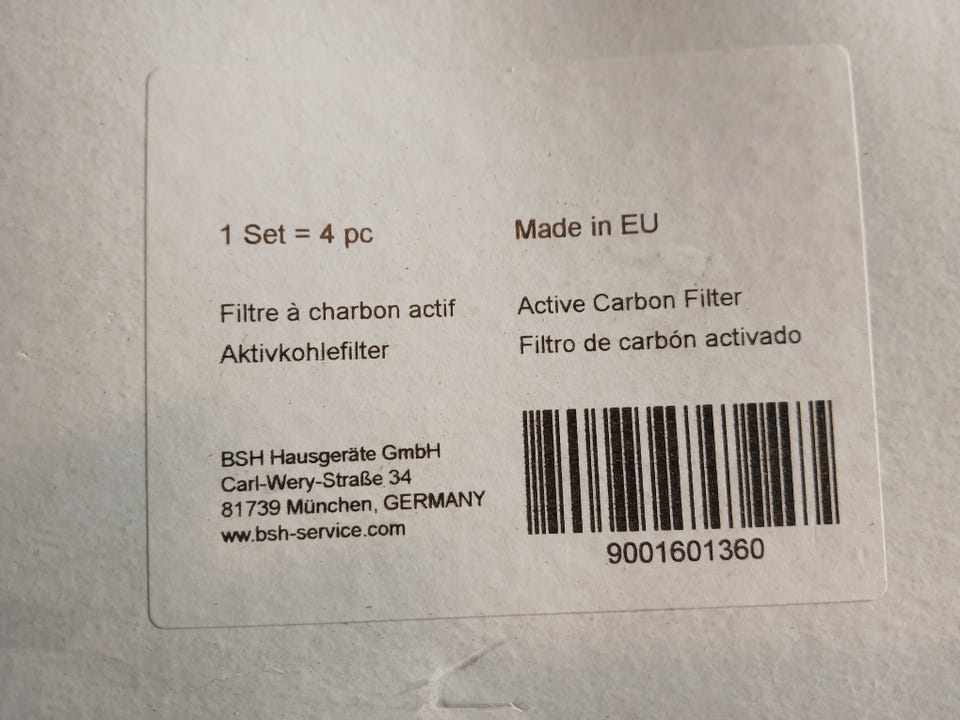 1 Set = 4 pc
Made in EU
Filtre à charbon actif
Aktivkohlefilter
Active Carbon Filter
Filtro de carbón activado
BSH Hausgeräte GmbH
Carl-Wery-Straße 34
81739 München, GERMANY
ww.bsh-service.com
9001601360